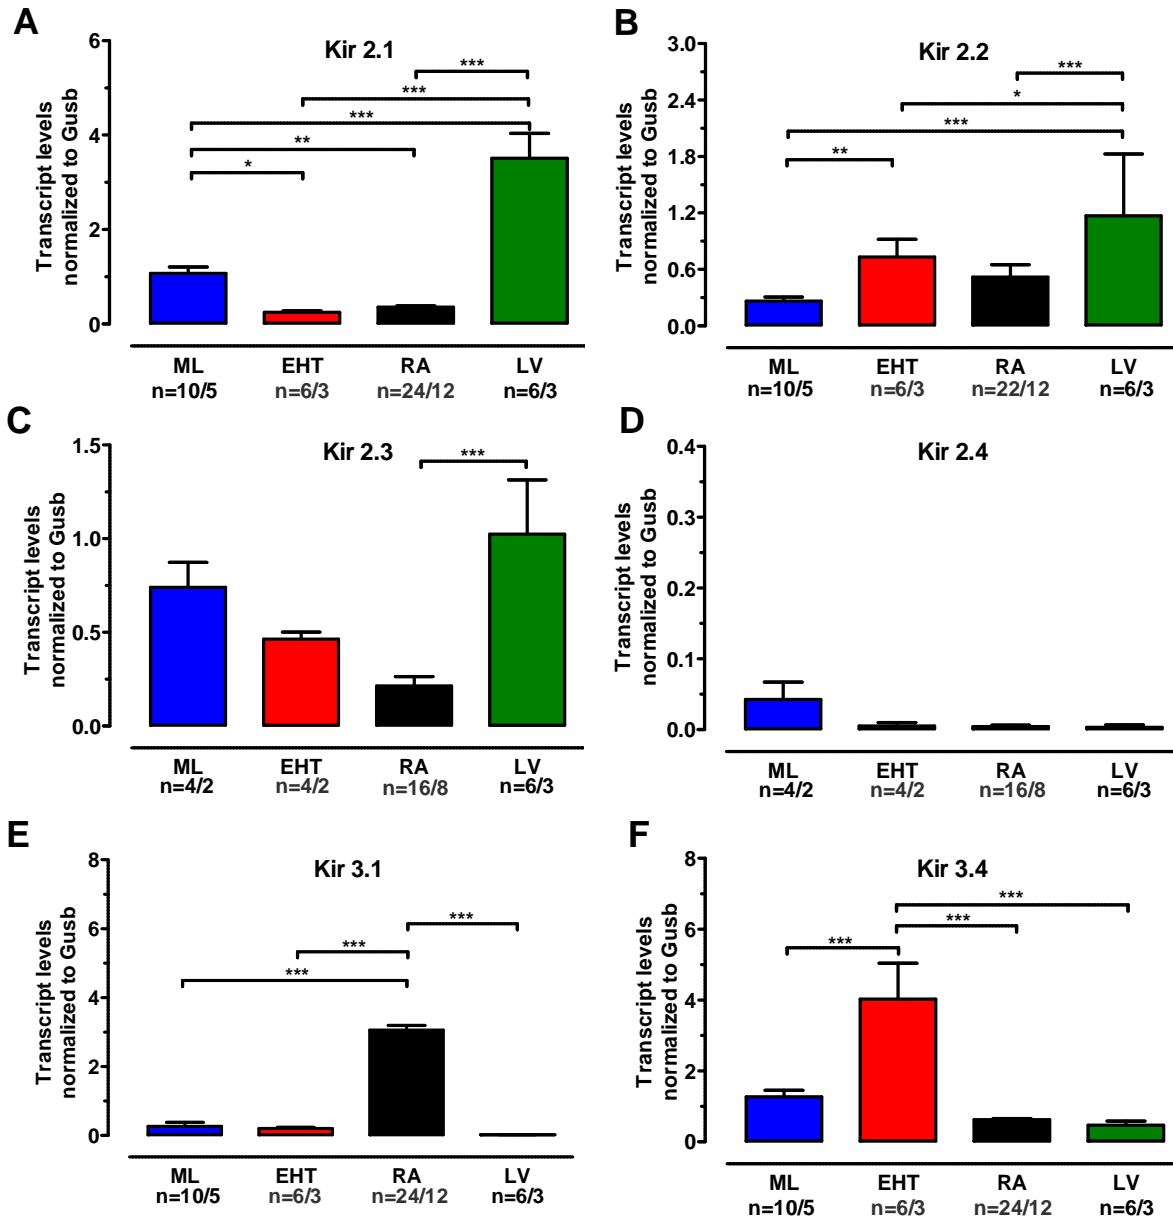 A
Kir 2.1
Transcript levels
normalized to Gusb
6
4
2
0
***
***
***
**
*
ML EHT RA LV
n=10/5 n=6/3 n=24/12 n=6/3
B
Kir 2.2
Transcript levels
normalized to Gusb
3.0
2.4
1.8
1.2
0.6
0.0
***
*
***
**
ML EHT RA LV
n=10/5 n=6/3 n=22/12 n=6/3
C
Kir 2.3
Transcript levels
normalized to Gusb
1.5
1.0
0.5
0.0
***
ML EHT RA LV
n=4/2 n=4/2 n=16/8 n=6/3
D
Kir 2.4
Transcript levels
normalized to Gusb
0.4
0.3
0.2
0.1
0.0
ML EHT RA LV
n=4/2 n=4/2 n=16/8 n=6/3
E
Kir 3.1
Transcript levels
normalized to Gusb
8
6
4
2
0
***
***
***
ML EHT RA LV
n=10/5 n=6/3 n=24/12 n=6/3
F
Kir 3.4
Transcript levels
normalized to Gusb
8
6
4
2
0
***
***
***
ML EHT RA LV
n=10/5 n=6/3 n=24/12 n=6/3